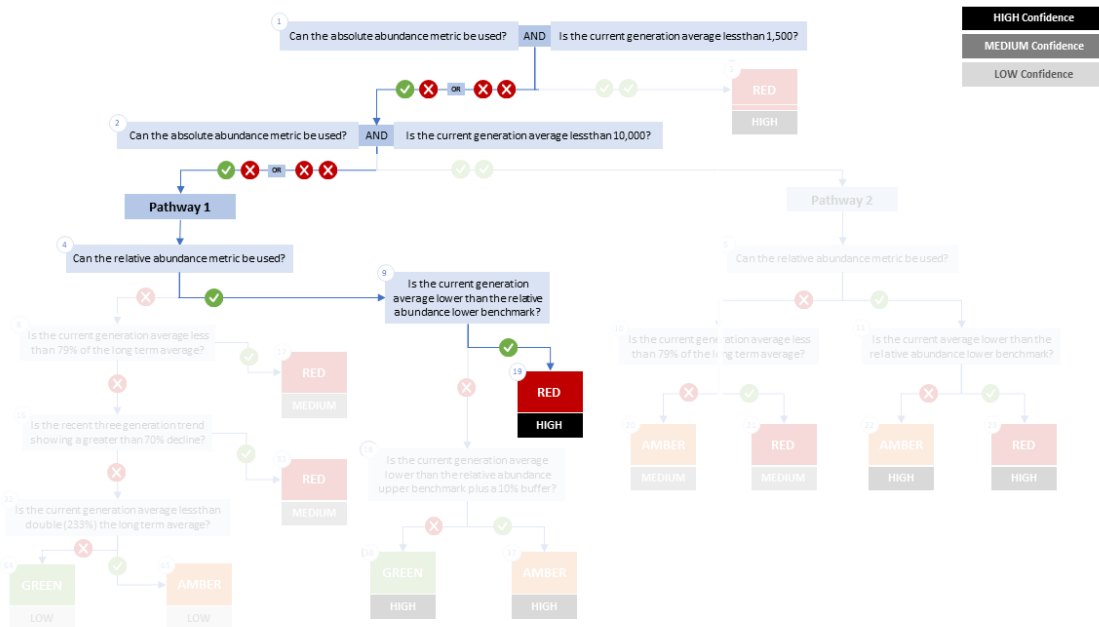 1
Can the absolute abundance metric be used?
AND
Is the current generation average lessthan 1,500?
HIGH Confidence
MEDIUM Confidence
LOW Confidence
OR
RED
HIGH
2
Can the absolute abundance metric be used?
AND
Is the current generation average lessthan 10,000?
OR
Pathway 1
Pathway 2
4
Can the relative abundance metric be used?
Can the relative abundance metric be used?
9
Is the current generation
average lower than the relative
abundance lower benchmark?
Is the current generation average less
than 79% of the long term average?
RED
MEDIUM
19
RED
HIGH
Is the current generation average less
than 79% of the long term average?
Is the current average lower than the
relative abundance lower benchmark?
Is the recent three generation trend
showing a greater than 70% decline?
RED
MEDIUM
Is the current generation average
lower than the relative abundance
upper benchmark plus a 10% buffer?
20
AMBER
MEDIUM
21
RED
MEDIUM
AMBER
HIGH
RED
HIGH
Is the current generation average lessthan
double (233%) the long term average?
GREEN
LOW
AMBER
LOW
GREEN
HIGH
AMBER
HIGH